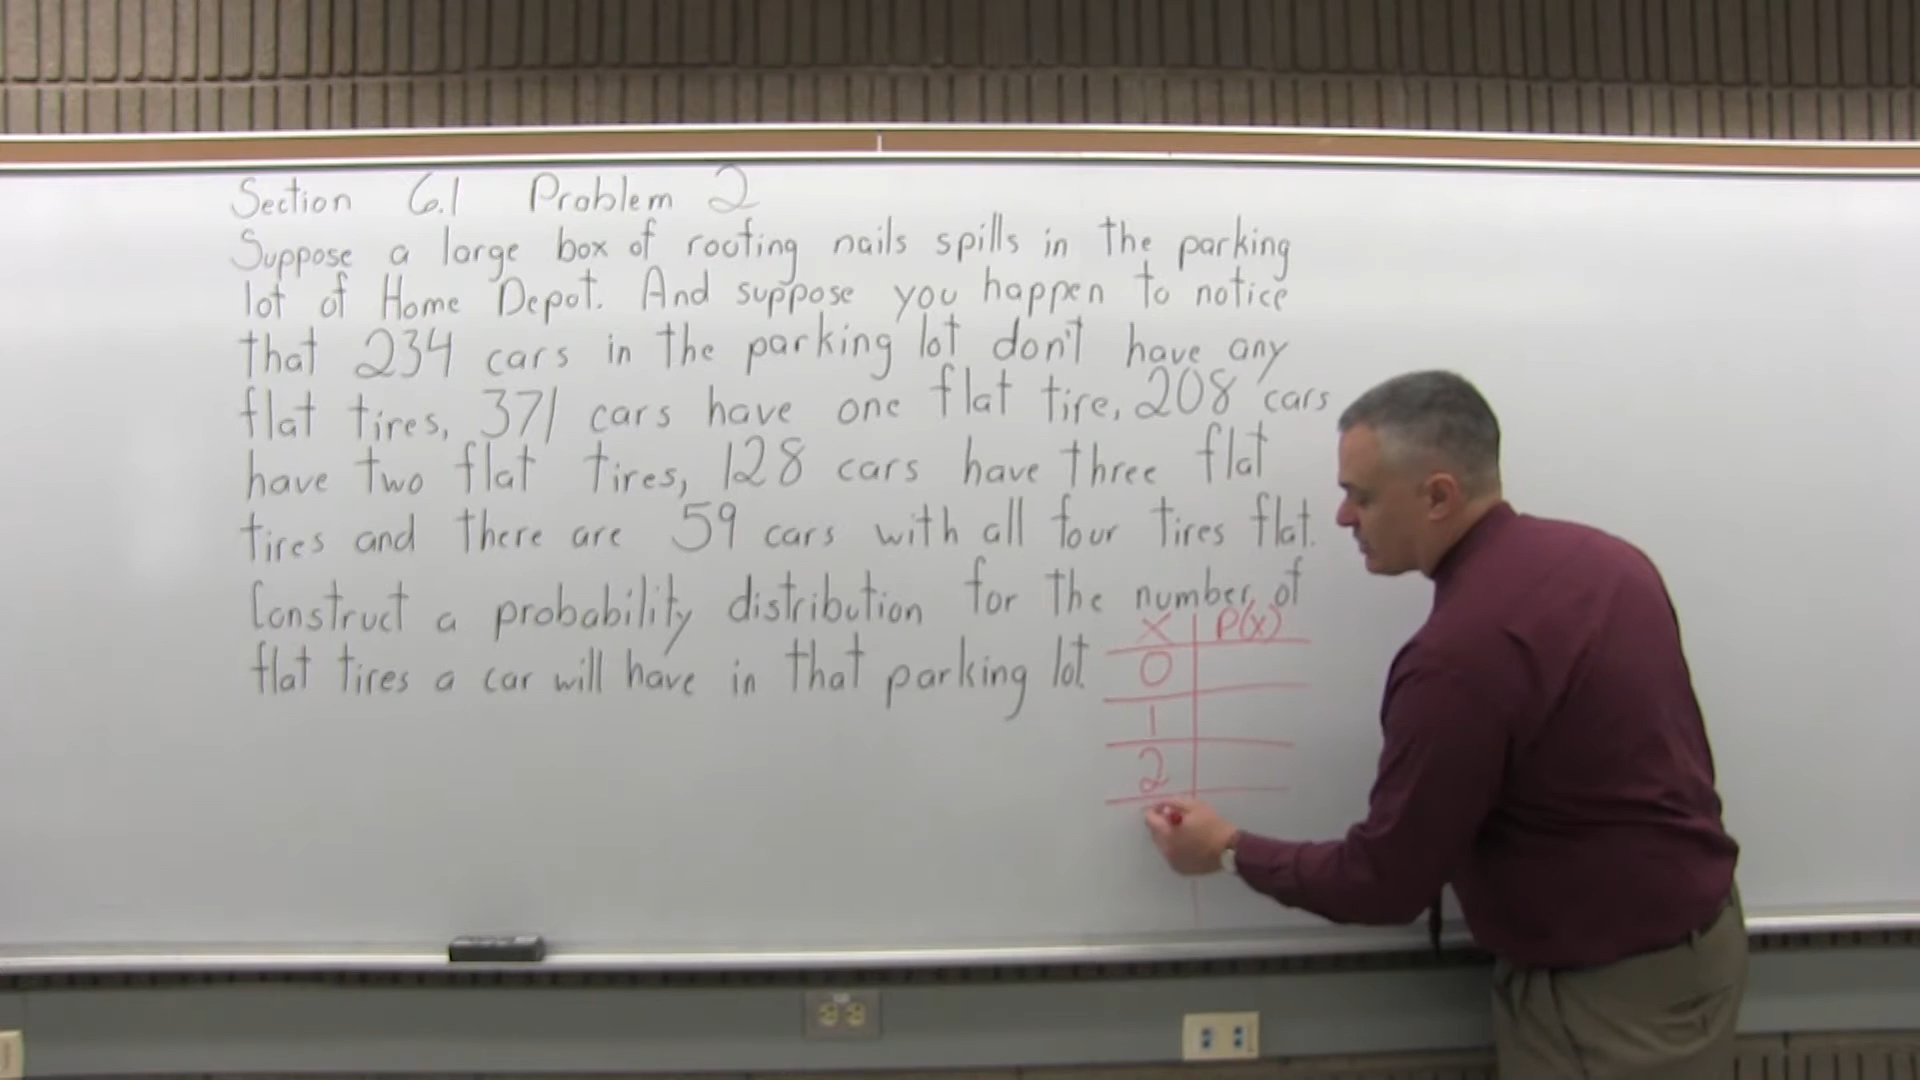 Section 6.1 Problem 2
Suppose a large box of roofing nails spills in the parking
lot of Home Depot. And suppose you happen to notice
that 234 cars in the parking lot don't have any
flat tires, 371 cars have one flat tire, 208 cars
have two flat tires, 128 cars have three flat
tires and there are 59 cars with all four tires flat.
Construct a probability distribution for the number of
flat tires a car will have in that parking lot.
x P(x)
0
1
2